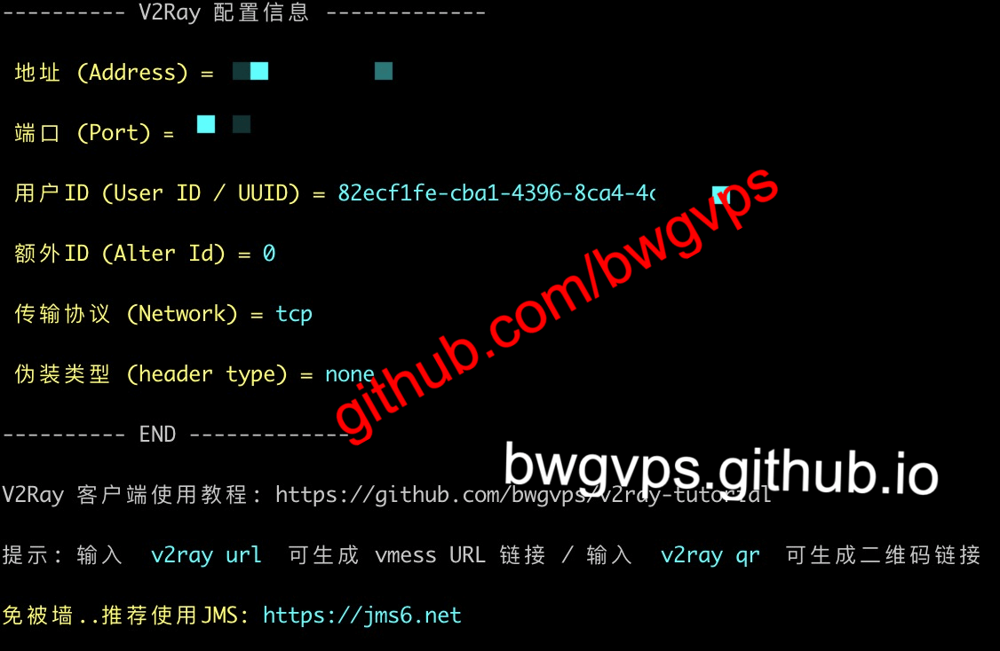 ---------- V2Ray 配置信息 -------------
地址 (Address) =
端口 (Port) =
用户ID (User ID / UUID) = 82ecf1fe-cba1-4396-8ca4-4
额外ID (Alter Id) = 0
传输协议 (Network) = tcp
伪装类型 (header type) = none
github.com/bwgvps
---------- END -------------
bwgvps.github.io
V2Ray 客户端使用教程: https://github.com/bwgvps/v2ray-tutorial
提示: 输入 v2ray url 可生成 vmess URL 链接 / 输入 v2ray qr 可生成二维码链接
免被墙..推荐使用JMS: https://jms6.net